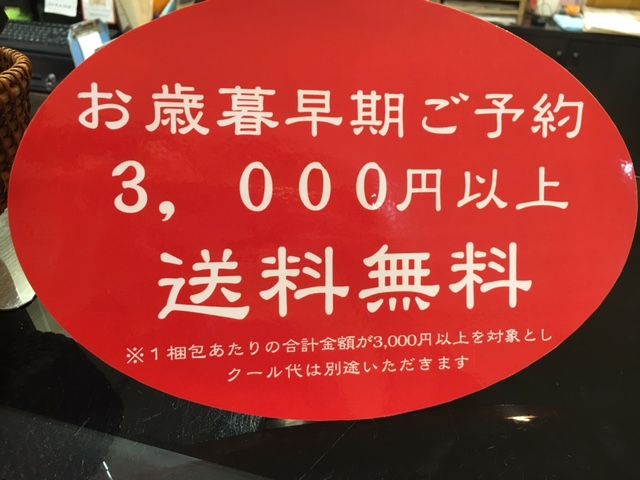 お歳暮早期ご予約
3,000円以上
送料無料
※1梱包あたりの合計金額が3,000円以上を対象とし
クール代は別途いただきます